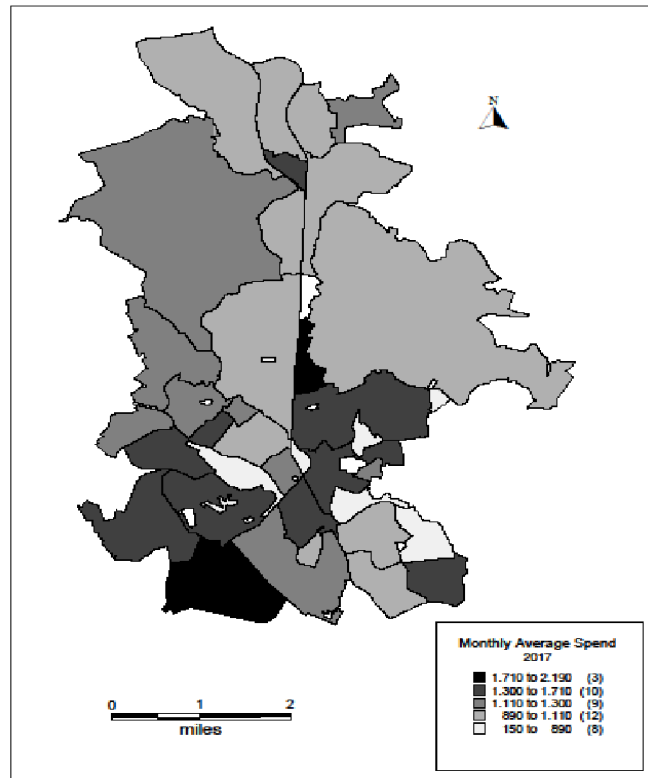 N
Monthly Average Spend
2017
1.710 to 2.190 (3)
1.300 to 1.710 (10)
1.110 to 1.300 (9)
890 to 1.110 (12)
150 to 890 (8)
0 1 2
miles